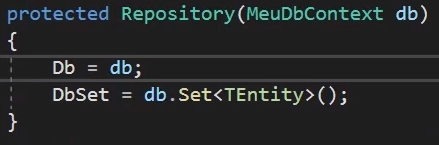 protected Repository(MeuDbContext db)
{
Db = db;
DbSet = db.Set<TEntity>();
}